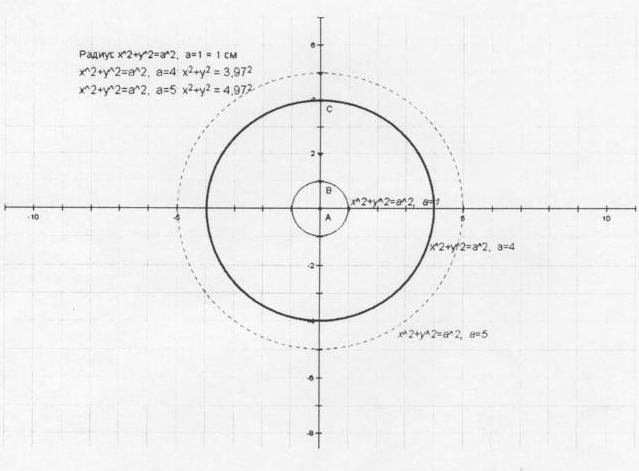 Радиус x^2+y^2=a^2, a=1 = 1 см
x^2+y^2=a^2, a=4: x²+y² = 3,97²
x^2+y^2=a^2, a=5: x²+y² = 4,97²
6
4
C
2
B
x^2+y^2=a^2, a=1
A
-10
-5
5
10
x^2+y^2=a^2, a=4
-2
-4
x^2+y^2=a^2, a=5
-6
-8